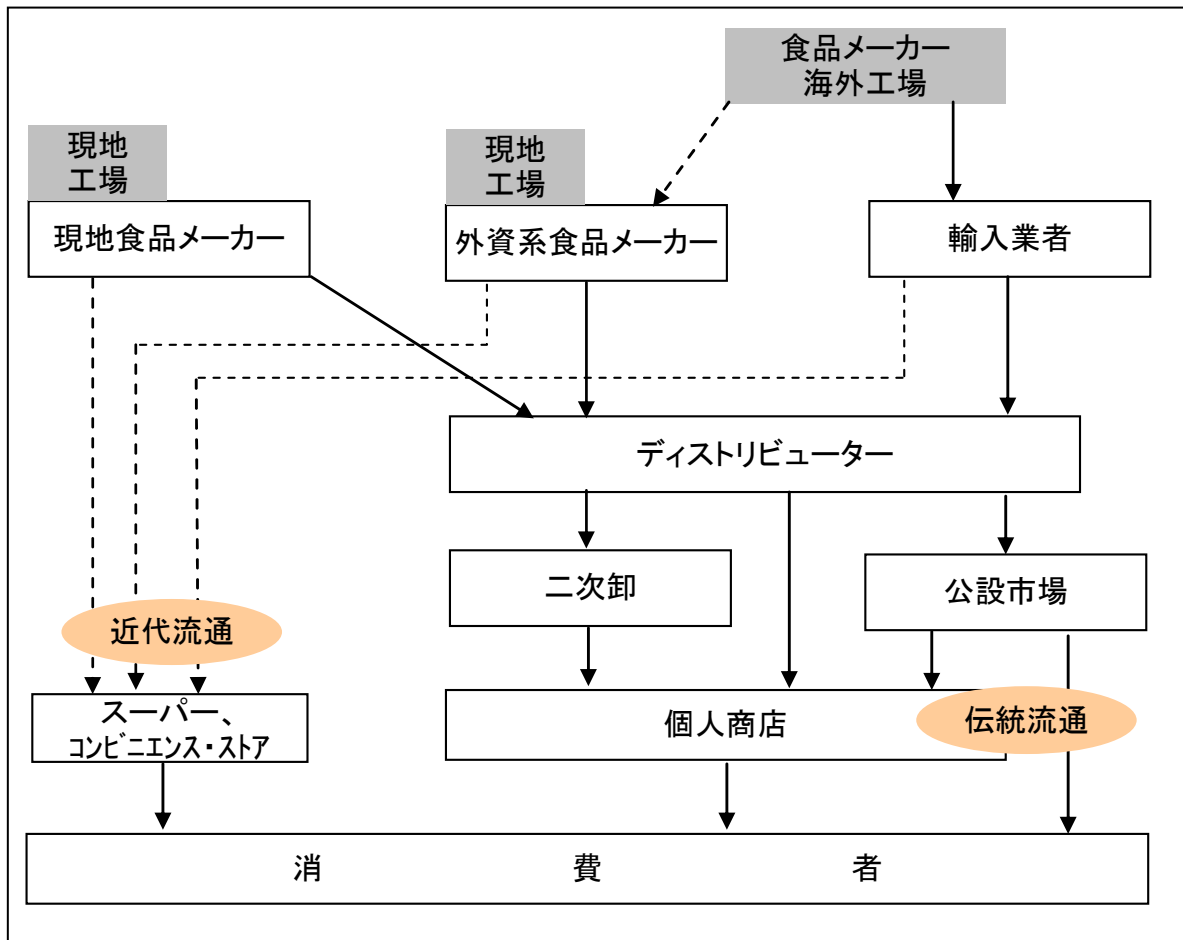 食品メーカー
海外工場
現地
工場
現地
工場
現地食品メーカー
外資系食品メーカー
輸入業者
ディストリビューター
二次卸
公設市場
近代流通
スーパー、
コンビニエンス・ストア
個人商店
伝統流通
消費者